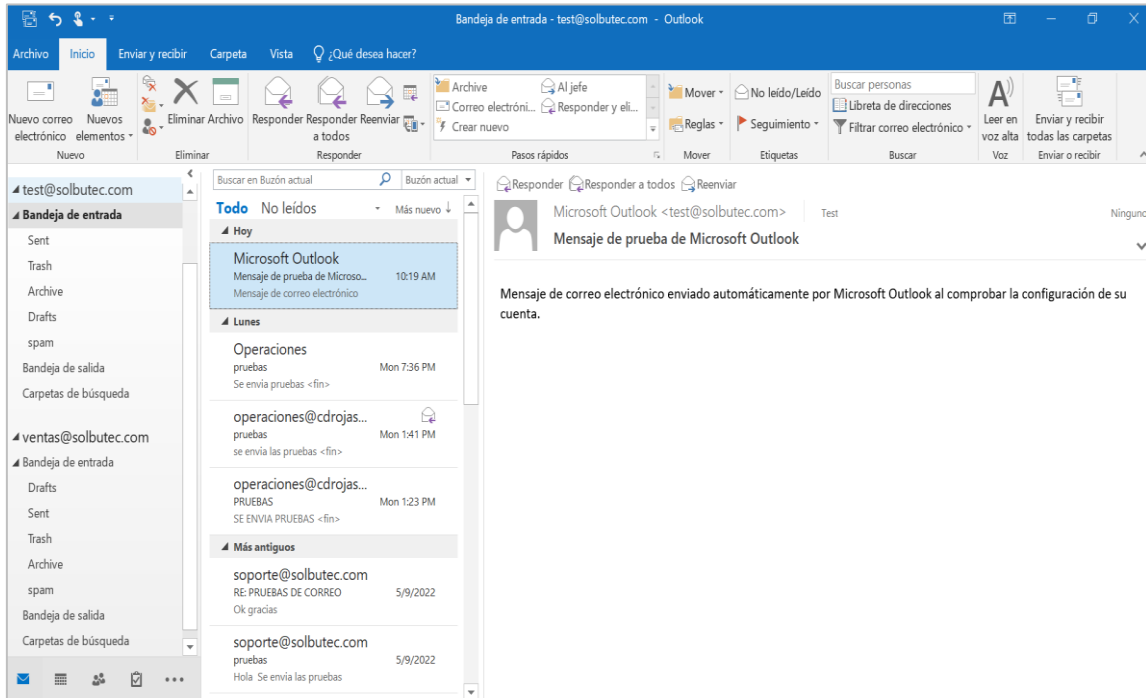 Bandeja de entrada - test@solbutec.com - Outlook
Archivo Inicio Enviar y recibir Carpeta Vista ¿Qué desea hacer?
Nuevo correo electrónico
Nuevos elementos
Nuevo
Eliminar Archivo
Eliminar
Responder Responder a todos Reenviar
Responder
Archive Al jefe
Correo electróni... Responder y eli...
Crear nuevo
Pasos rápidos
Mover
Reglas
Mover
No leído/Leído
Seguimiento
Etiquetas
Buscar personas
Libreta de direcciones
Filtrar correo electrónico
Buscar
Leer en voz alta
Voz
Enviar y recibir todas las carpetas
Enviar o recibir
test@solbutec.com
Bandeja de entrada
Sent
Trash
Archive
Drafts
spam
Bandeja de salida
Carpetas de búsqueda
ventas@solbutec.com
Bandeja de entrada
Drafts
Sent
Trash
Archive
spam
Bandeja de salida
Carpetas de búsqueda
Buscar en Buzón actual Buzón actual
Todo No leídos Más nuevo ↓
Hoy
Microsoft Outlook
Mensaje de prueba de Microso... 10:19 AM
Mensaje de correo electrónico
Lunes
Operaciones
pruebas Mon 7:36 PM
Se envia pruebas <fin>
operaciones@cdrojas...
pruebas Mon 1:41 PM
se envia las pruebas <fin>
operaciones@cdrojas...
PRUEBAS Mon 1:23 PM
SE ENVIA PRUEBAS <fin>
Más antiguos
soporte@solbutec.com
RE: PRUEBAS DE CORREO 5/9/2022
Ok gracias
soporte@solbutec.com
pruebas 5/9/2022
Hola Se envia las pruebas
Responder Responder a todos Reenviar
Microsoft Outlook <test@solbutec.com> Test Ninguno
Mensaje de prueba de Microsoft Outlook
Mensaje de correo electrónico enviado automáticamente por Microsoft Outlook al comprobar la configuración de su
cuenta.